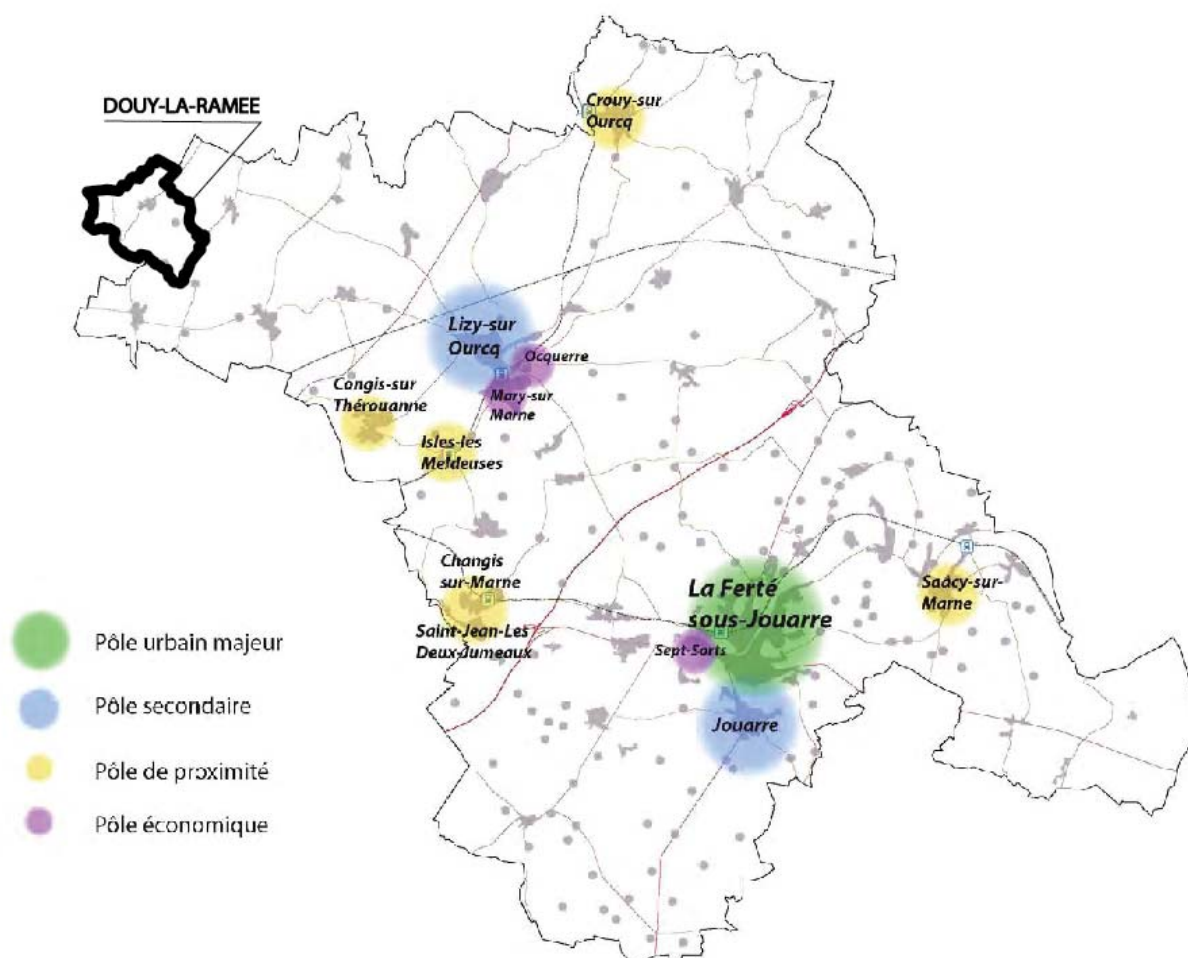 DOUY-LA-RAMEE
Crouy-sur
Ourcq
Lizy-sur
Ourcq
Ocquerre
Mary-sur
Marne
Congis-sur
Thérouanne
Isles-les
Meldeuses
Changis
sur-Marne
Saint-Jean-Les
Deux-Jumeaux
La Ferté
sous-Jouarre
Sept-Sorts
Saâcy-sur-
Marne
Jouarre
Pôle urbain majeur
Pôle secondaire
Pôle de proximité
Pôle économique